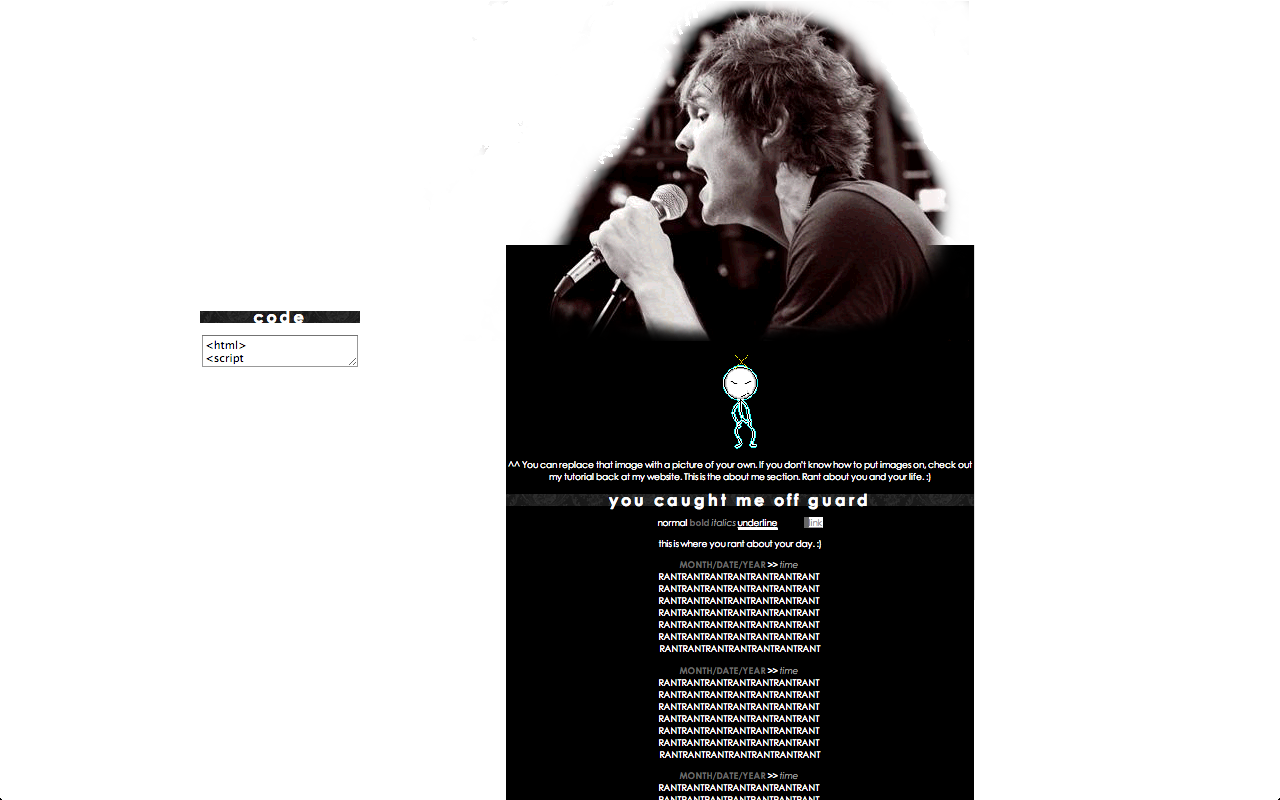 code
<html>
<script
^^ You can replace that image with a picture of your own. If you don't know how to put images on, check out
my tutorial back at my website. This is the about me section. Rant about you and your life. :)
you caught me off guard
normal bold italics underline link
this is where you rant about your day. :]
MONTH/DATE/YEAR >> time
RANTRANTRANTRANTRANTRANTRANT
RANTRANTRANTRANTRANTRANTRANT
RANTRANTRANTRANTRANTRANTRANT
RANTRANTRANTRANTRANTRANTRANT
RANTRANTRANTRANTRANTRANTRANT
RANTRANTRANTRANTRANTRANTRANT
RANTRANTRANTRANTRANTRANTRANT
MONTH/DATE/YEAR >> time
RANTRANTRANTRANTRANTRANTRANT
RANTRANTRANTRANTRANTRANTRANT
RANTRANTRANTRANTRANTRANTRANT
RANTRANTRANTRANTRANTRANTRANT
RANTRANTRANTRANTRANTRANTRANT
RANTRANTRANTRANTRANTRANTRANT
RANTRANTRANTRANTRANTRANTRANT
MONTH/DATE/YEAR >> time
RANTRANTRANTRANTRANTRANTRANT